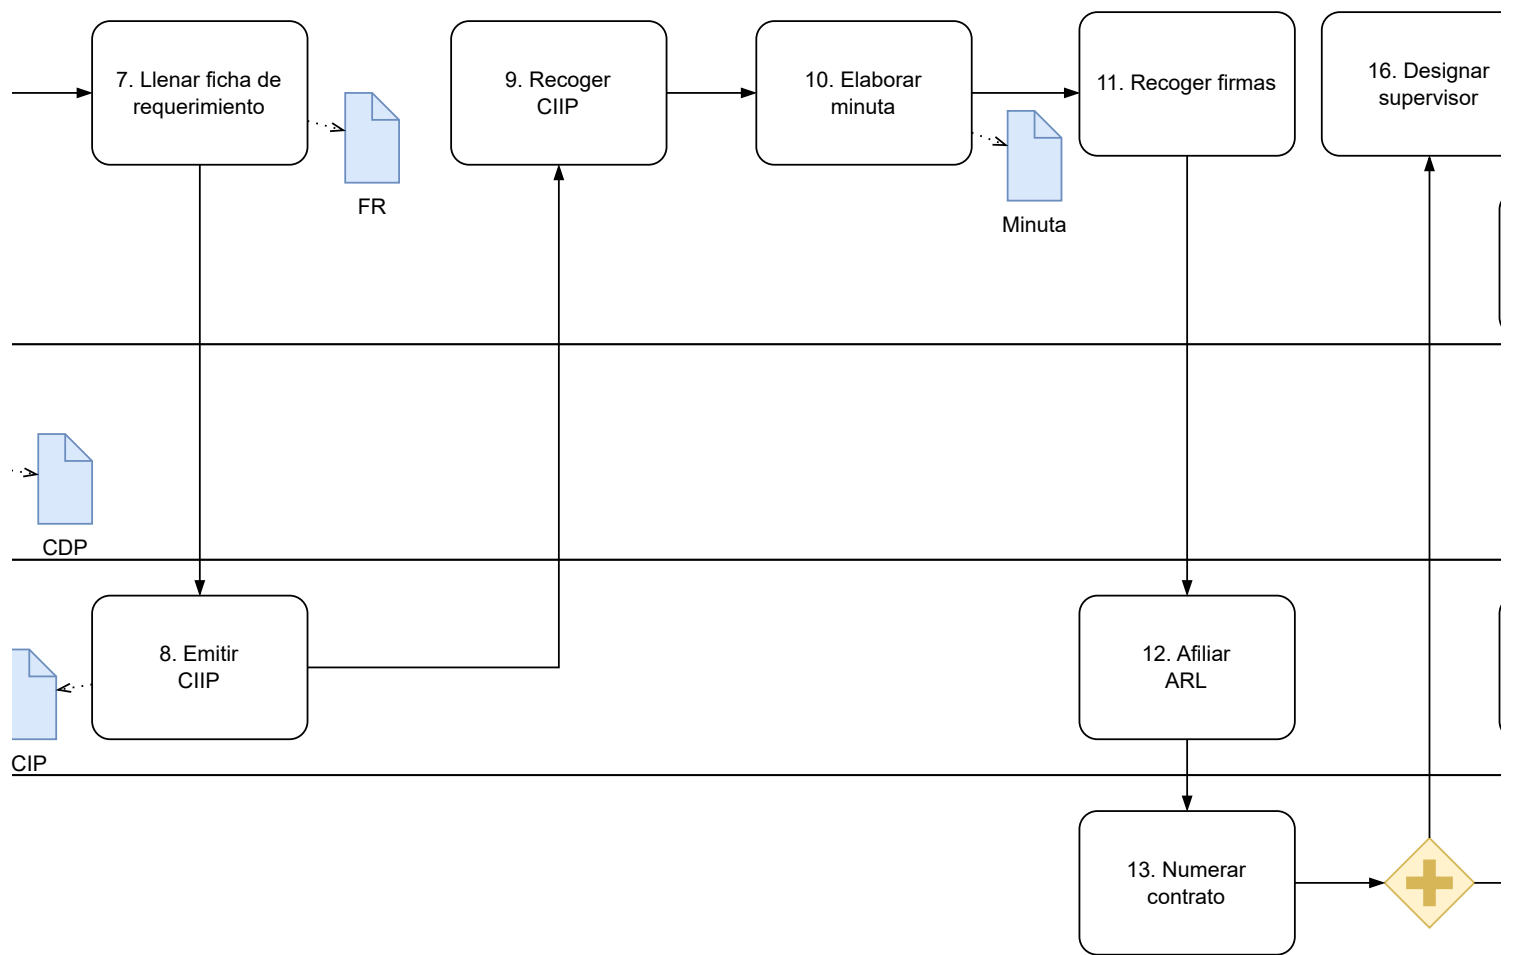 7. Llenar ficha de
requerimiento
FR
9. Recoger
CIIP
10. Elaborar
minuta
Minuta
11. Recoger firmas
16. Designar
supervisor
CDP
8. Emitir
CIIP
CIP
12. Afiliar
ARL
13. Numerar
contrato